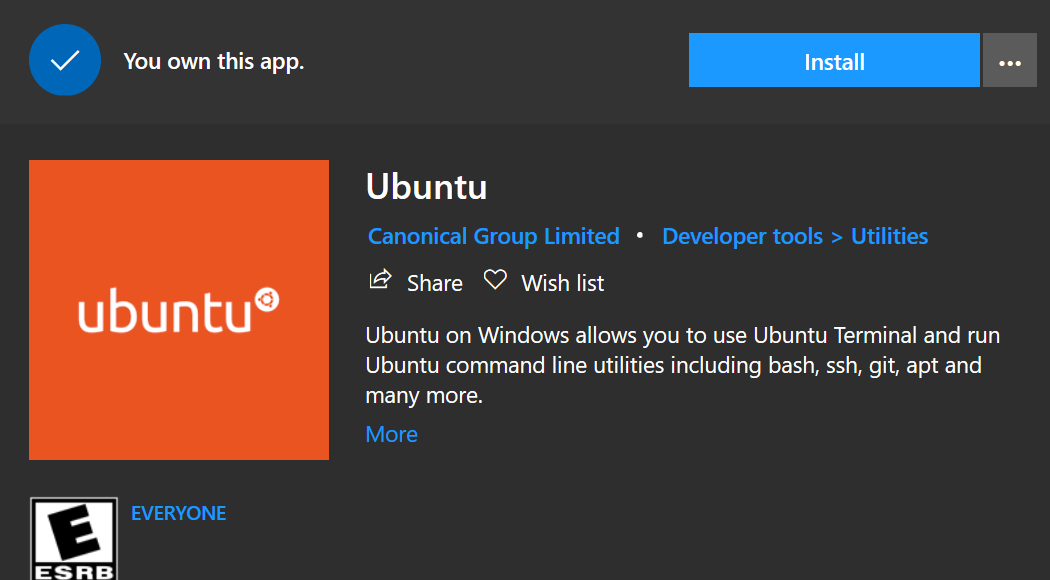 You own this app.
Install
Ubuntu
Canonical Group Limited • Developer tools > Utilities
Share Wish list
ubuntu
Ubuntu on Windows allows you to use Ubuntu Terminal and run
Ubuntu command line utilities including bash, ssh, git, apt and
many more.
More
E
EVERYONE
ESRB